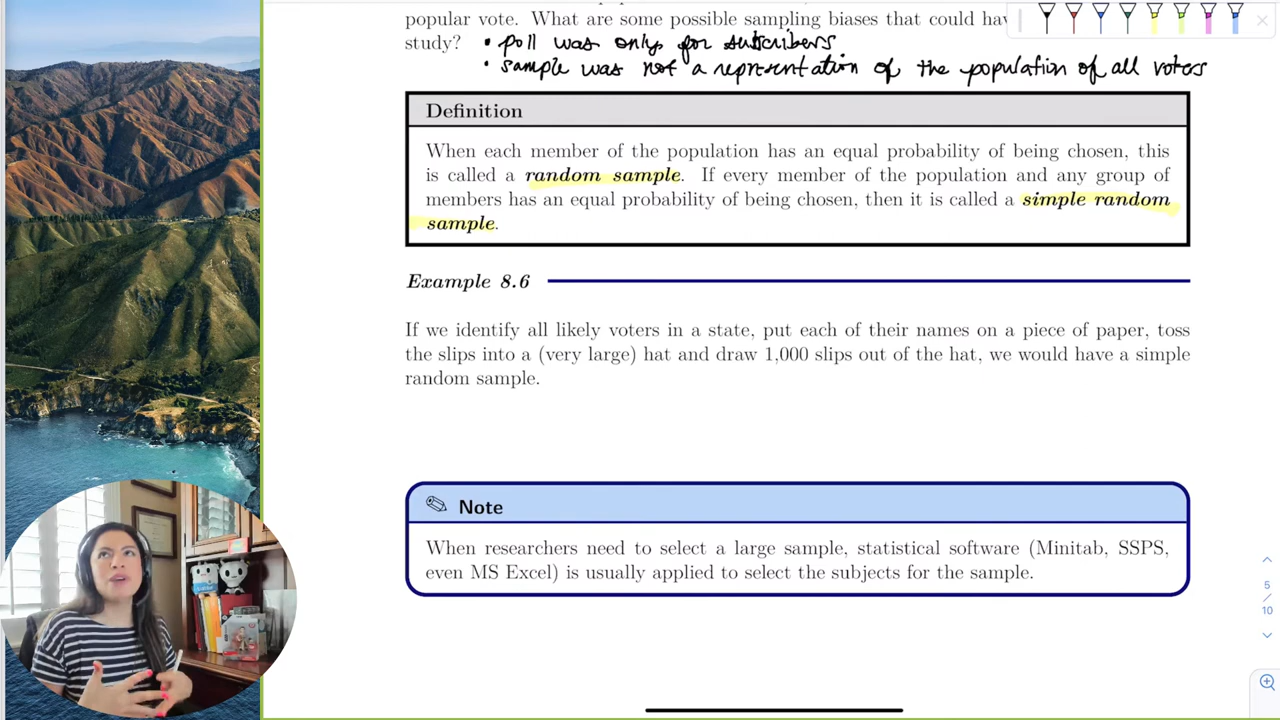 popular vote. What are some possible sampling biases that could hav
study? • poll was only for subscribers
• sample was not a representation of the population of all voters
Definition
When each member of the population has an equal probability of being chosen, this
is called a random sample. If every member of the population and any group of
members has an equal probability of being chosen, then it is called a simple random
sample.
Example 8.6
If we identify all likely voters in a state, put each of their names on a piece of paper, toss
the slips into a (very large) hat and draw 1,000 slips out of the hat, we would have a simple
random sample.
Note
When researchers need to select a large sample, statistical software (Minitab, SSPS,
even MS Excel) is usually applied to select the subjects for the sample.
5
/
10